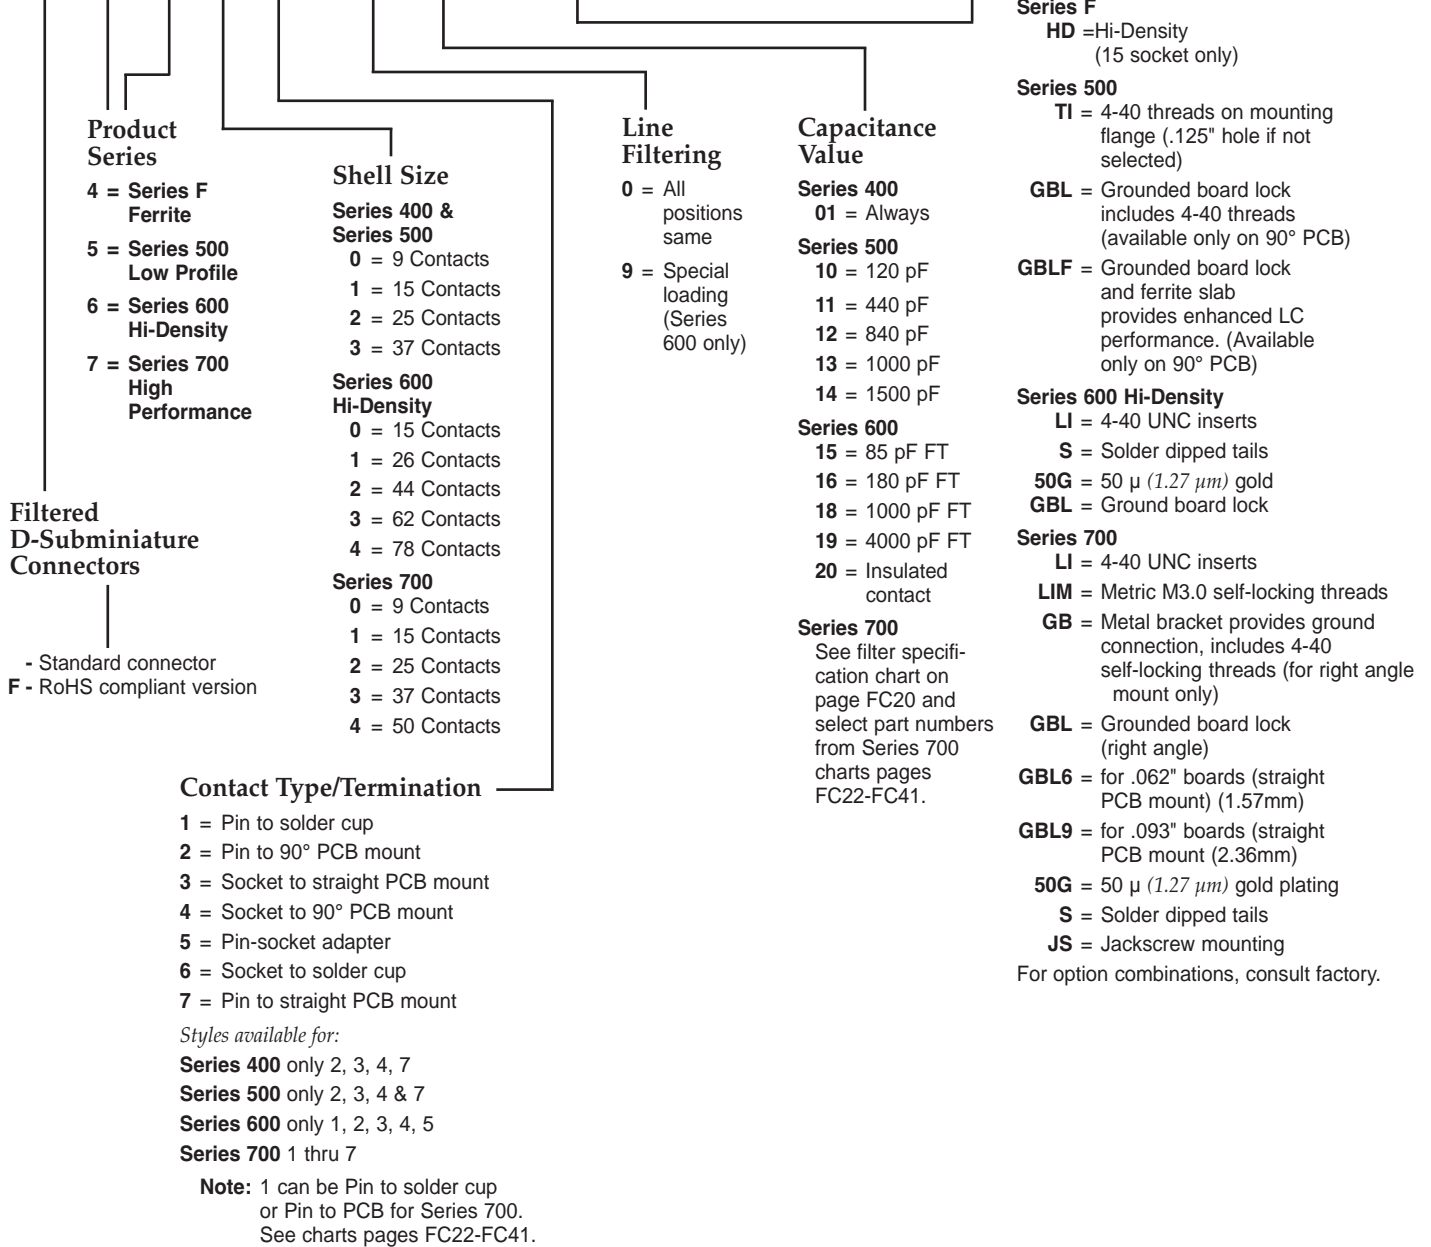 Product
Series
4 = Series F
Ferrite
5 = Series 500
Low Profile
6 = Series 600
Hi-Density
7 = Series 700
High
Performance
Filtered
D-Subminiature
Connectors
- Standard connector
F - RoHS compliant version
Shell Size
Series 400 &
Series 500
0 = 9 Contacts
1 = 15 Contacts
2 = 25 Contacts
3 = 37 Contacts
Series 600
Hi-Density
0 = 15 Contacts
1 = 26 Contacts
2 = 44 Contacts
3 = 62 Contacts
4 = 78 Contacts
Series 700
0 = 9 Contacts
1 = 15 Contacts
2 = 25 Contacts
3 = 37 Contacts
4 = 50 Contacts
Contact Type/Termination
1 = Pin to solder cup
2 = Pin to 90° PCB mount
3 = Socket to straight PCB mount
4 = Socket to 90° PCB mount
5 = Pin-socket adapter
6 = Socket to solder cup
7 = Pin to straight PCB mount
Styles available for:
Series 400 only 2, 3, 4, 7
Series 500 only 2, 3, 4 & 7
Series 600 only 1, 2, 3, 4, 5
Series 700 1 thru 7
Note: 1 can be Pin to solder cup
or Pin to PCB for Series 700.
See charts pages FC22-FC41.
Line
Filtering
0 = All
positions
same
9 = Special
loading
(Series
600 only)
Capacitance
Value
Series 400
01 = Always
Series 500
10 = 120 pF
11 = 440 pF
12 = 840 pF
13 = 1000 pF
14 = 1500 pF
Series 600
15 = 85 pF FT
16 = 180 pF FT
18 = 1000 pF FT
19 = 4000 pF FT
20 = Insulated
contact
Series 700
See filter specifi-
cation chart on
page FC20 and
select part numbers
from Series 700
charts pages
FC22-FC41.
Series F
HD =Hi-Density
(15 socket only)
Series 500
TI = 4-40 threads on mounting
flange (.125" hole if not
selected)
GBL = Grounded board lock
includes 4-40 threads
(available only on 90° PCB)
GBLF = Grounded board lock
and ferrite slab
provides enhanced LC
performance. (Available
only on 90° PCB)
Series 600 Hi-Density
LI = 4-40 UNC inserts
S = Solder dipped tails
50G = 50 µ (1.27 µm) gold
GBL = Ground board lock
Series 700
LI = 4-40 UNC inserts
LIM = Metric M3.0 self-locking threads
GB = Metal bracket provides ground
connection, includes 4-40
self-locking threads (for right angle
mount only)
GBL = Grounded board lock
(right angle)
GBL6 = for .062" boards (straight
PCB mount) (1.57mm)
GBL9 = for .093" boards (straight
PCB mount (2.36mm)
50G = 50 µ (1.27 µm) gold plating
S = Solder dipped tails
JS = Jackscrew mounting
For option combinations, consult factory.